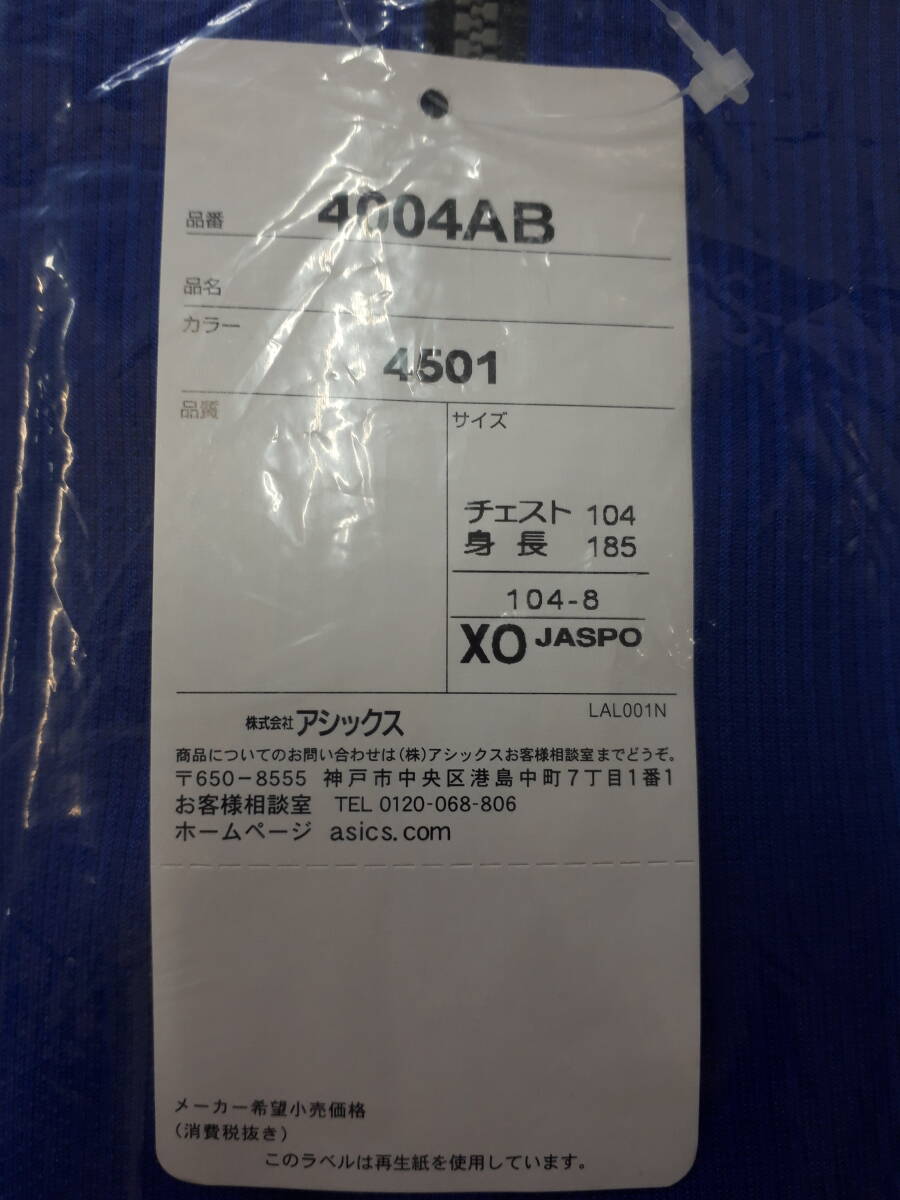 品番 4004AB
品名
カラー
4501
品質
サイズ
チェスト 104
身長 185
104-8
XO JASPO
LAL001N
株式会社アシックス
商品についてのお問い合わせは(株)アシックスお客様相談室までどうぞ。
〒650-8555 神戸市中央区港島中町7丁目1番1
お客様相談室 TEL 0120-068-806
ホームページ asics.com
メーカー希望小売価格
(消費税抜き)
このラベルは再生紙を使用しています。